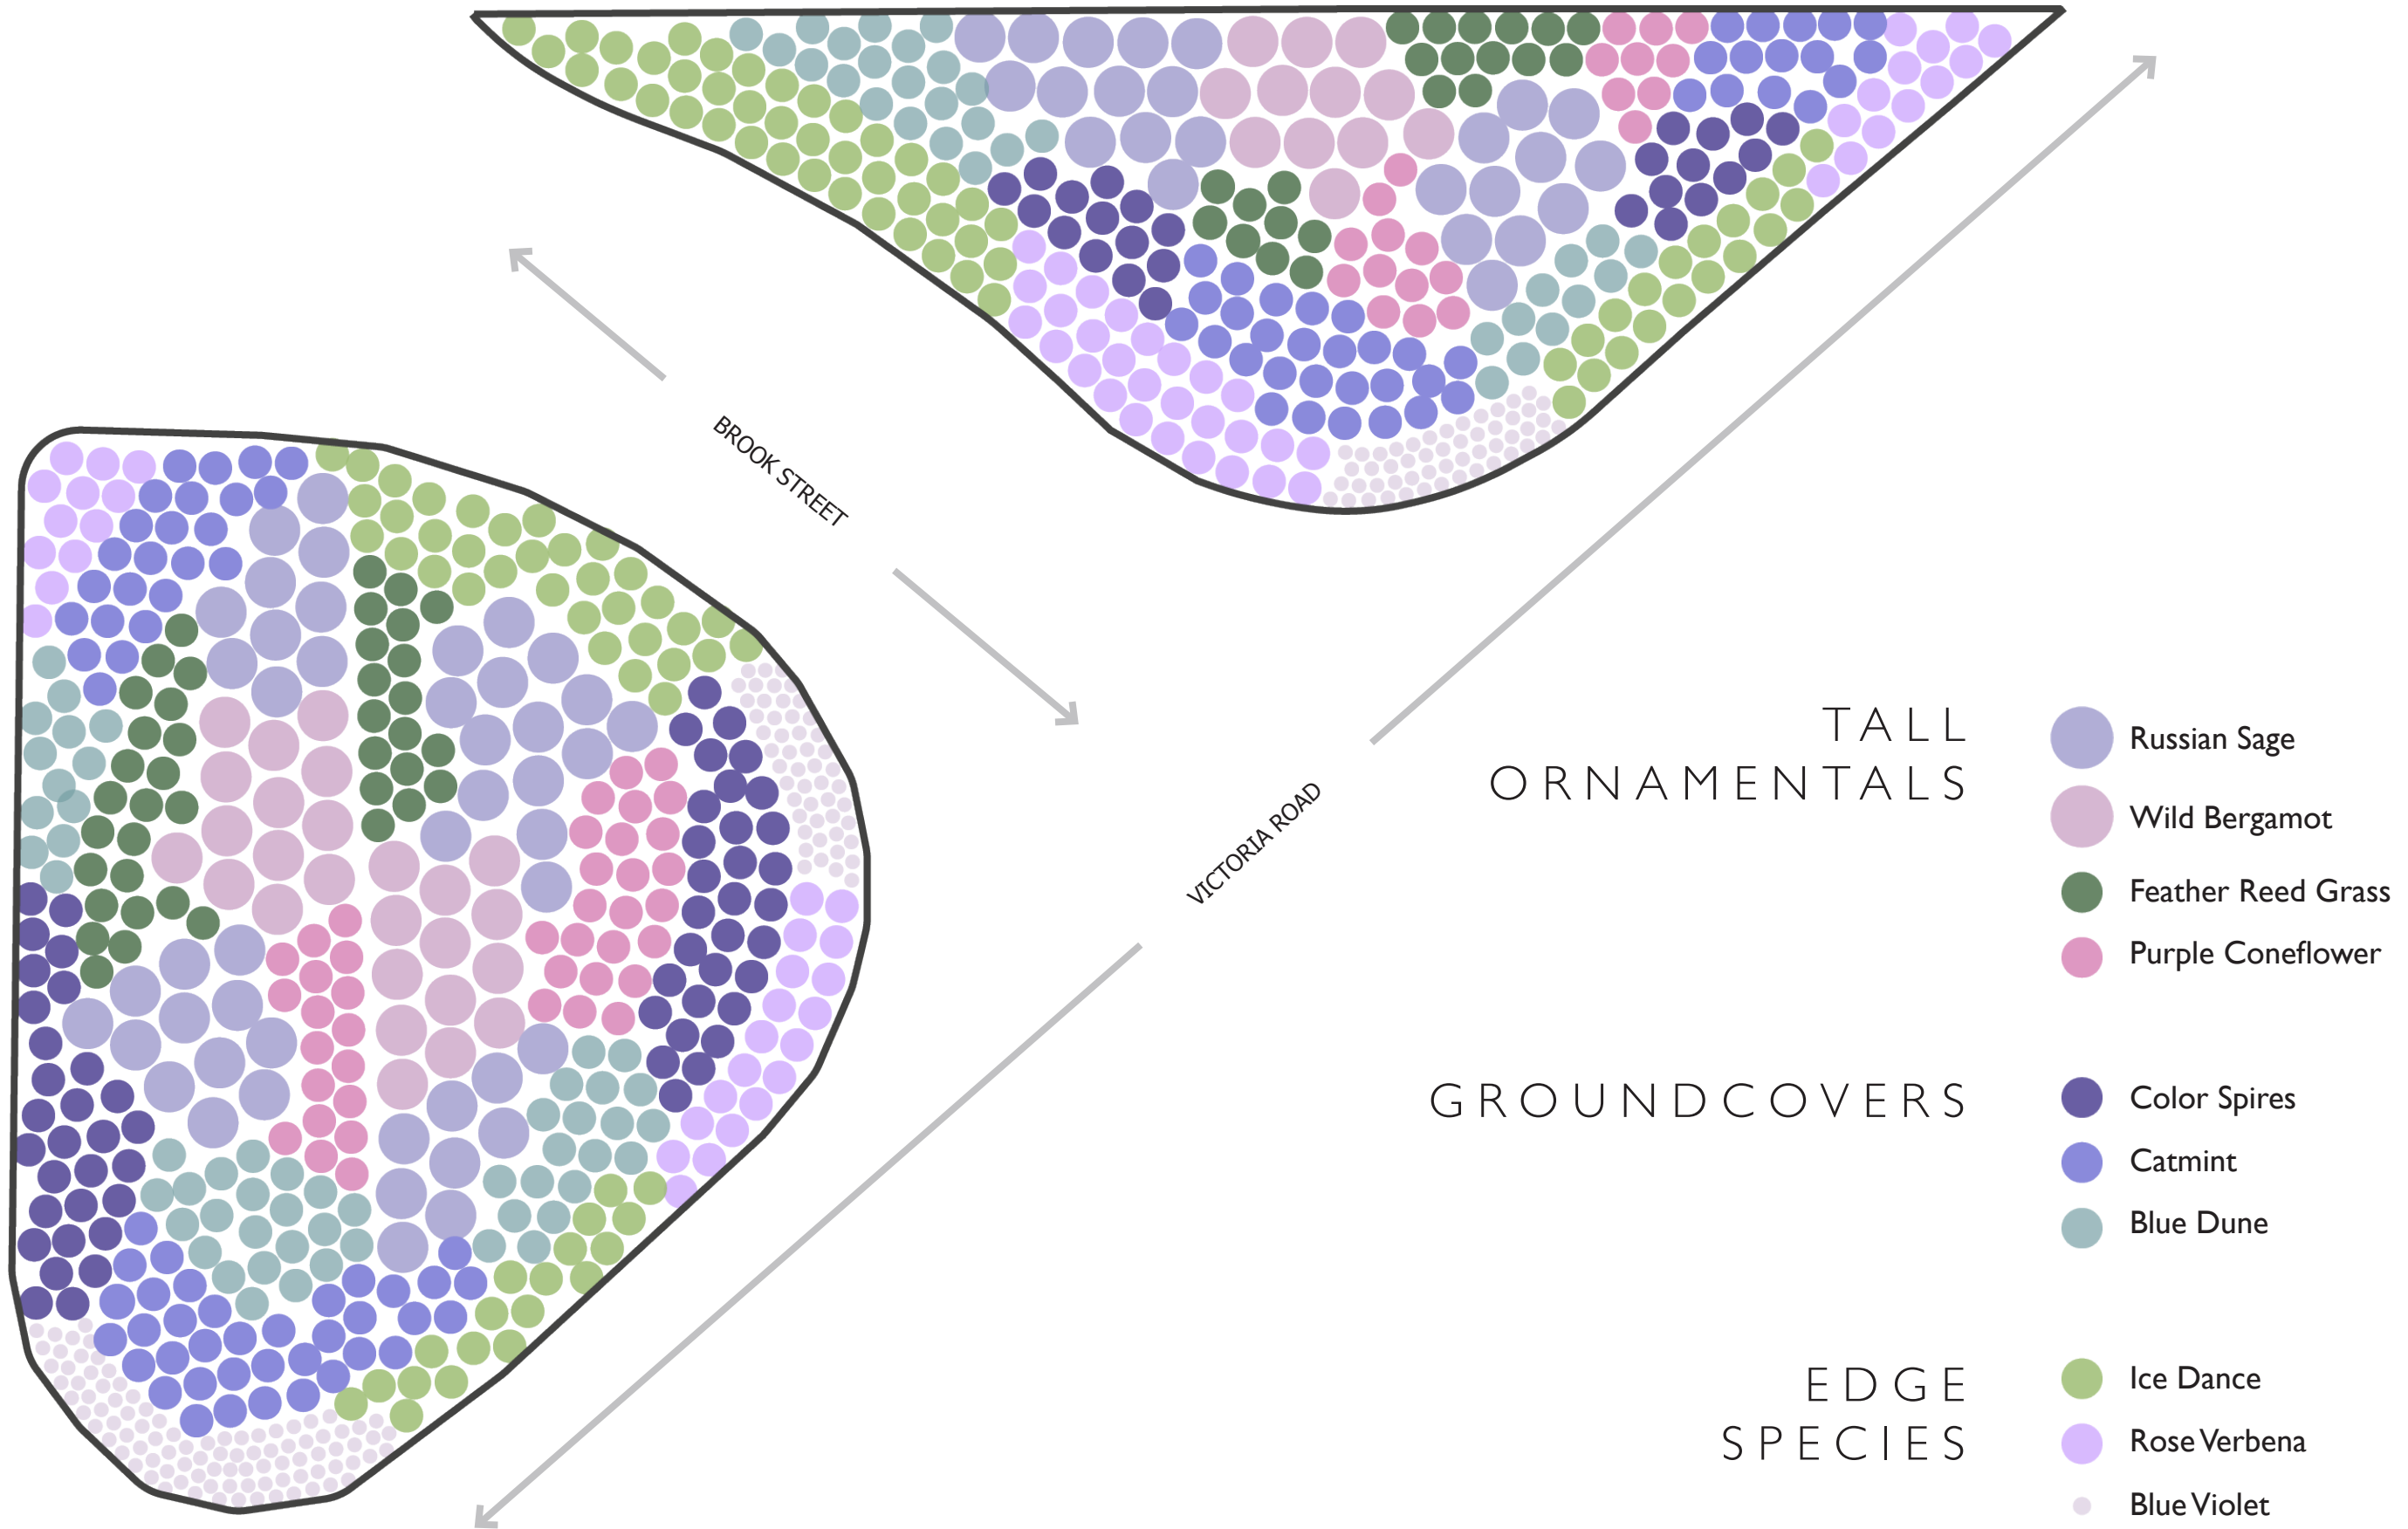 BROOK STREET
VICTORIA ROAD
TALL
ORNAMENTALS
Russian Sage
Wild Bergamot
Feather Reed Grass
Purple Coneflower
GROUNDCOVERS
Color Spires
Catmint
Blue Dune
EDGE
SPECIES
Ice Dance
Rose Verbena
Blue Violet